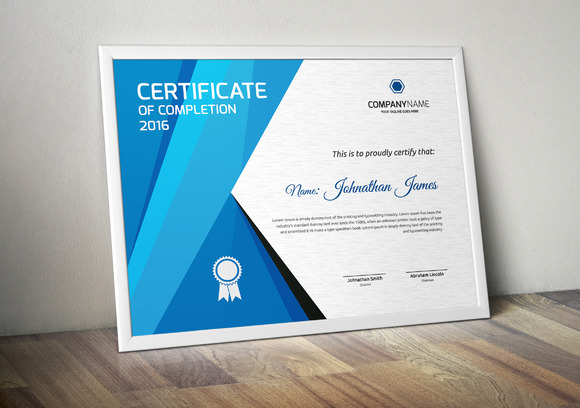 CERTIFICATE
OF COMPLETION
2016
COMPANYNAME
YOUR TAGLINE GOES HERE
This is to proudly certify that:
Name: Johnathan James
Lorem Ipsum is simply dummy text of the printing and typesetting industry. Lorem Ipsum has been the
industry's standard dummy text ever since the 1500s, when an unknown printer took a galley of type
and scrambled it to make a type specimen book. Lorem Ipsum is simply dummy text of the printing
and typesetting industry
Johnathan Smith
Director
Abraham Lincoln
Chairman